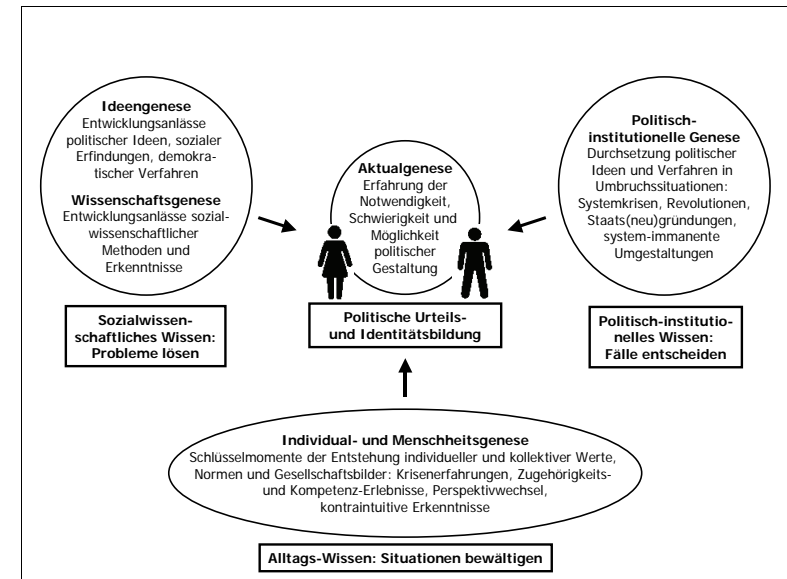 Ideengenese
Entwicklungsanlässe
politischer Ideen, sozialer
Erfindungen, demokra-
tischer Verfahren
Wissenschaftsgenese
Entwicklungsanlässe sozial-
wissenschaftlicher
Methoden und
Erkenntnisse
Sozialwissen-
schaftliches Wissen:
Probleme lösen
Aktualgenese
Erfahrung der
Notwendigkeit,
Schwierigkeit und
Möglichkeit
politischer
Gestaltung
Politische Urteils-
und Identitätsbildung
Politisch-
institutionelle Genese
Durchsetzung politischer
Ideen und Verfahren in
Umbruchssituationen:
Systemkrisen, Revolutionen,
Staats(neu)gründungen,
system-immanente
Umgestaltungen
Politisch-institutio-
nelles Wissen:
Fälle entscheiden
Individual- und Menschheitsgenese
Schlüsselmomente der Entstehung individueller und kollektiver Werte,
Normen und Gesellschaftsbilder: Krisenerfahrungen, Zugehörigkeits-
und Kompetenz-Erlebnisse, Perspektivwechsel,
kontraintuitive Erkenntnisse
Alltags-Wissen: Situationen bewältigen